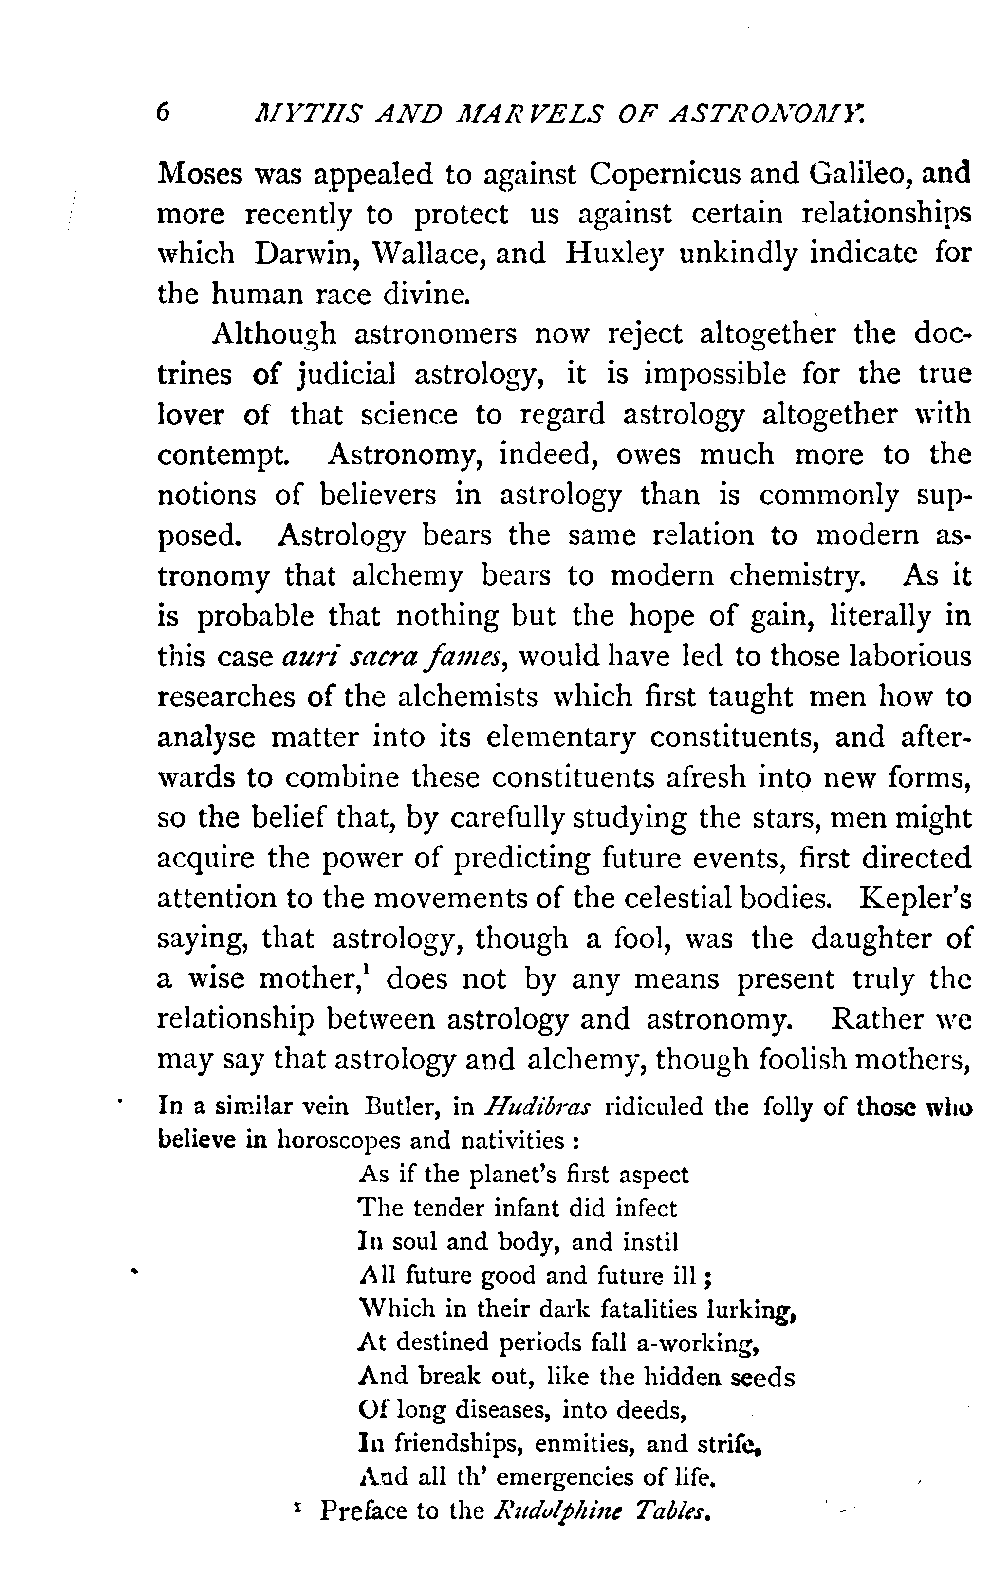 6 MYTHS AND MARVELS OF ASTRONOMY.
Moses was appealed to against Copernicus and Galileo, and
more recently to protect us against certain relationships
which Darwin, Wallace, and Huxley unkindly indicate for
the human race divine.
Although astronomers now reject altogether the doc-
trines of judicial astrology, it is impossible for the true
lover of that science to regard astrology altogether with
contempt. Astronomy, indeed, owes much more to the
notions of believers in astrology than is commonly sup-
posed. Astrology bears the same relation to modern as-
tronomy that alchemy bears to modern chemistry. As it
is probable that nothing but the hope of gain, literally in
this case auri sacra fames, would have led to those laborious
researches of the alchemists which first taught men how to
analyse matter into its elementary constituents, and after-
wards to combine these constituents afresh into new forms,
so the belief that, by carefully studying the stars, men might
acquire the power of predicting future events, first directed
attention to the movements of the celestial bodies. Kepler's
saying, that astrology, though a fool, was the daughter of
a wise mother,¹ does not by any means present truly the
relationship between astrology and astronomy. Rather we
may say that astrology and alchemy, though foolish mothers,
In a similar vein Butler, in Hudibras ridiculed the folly of those who
believe in horoscopes and nativities :
As if the planet's first aspect
The tender infant did infect
In soul and body, and instil
All future good and future ill ;
Which in their dark fatalities lurking,
At destined periods fall a-working,
And break out, like the hidden seeds
Of long diseases, into deeds,
In friendships, enmities, and strife,
And all th' emergencies of life.
¹ Preface to the Rudolphine Tables.